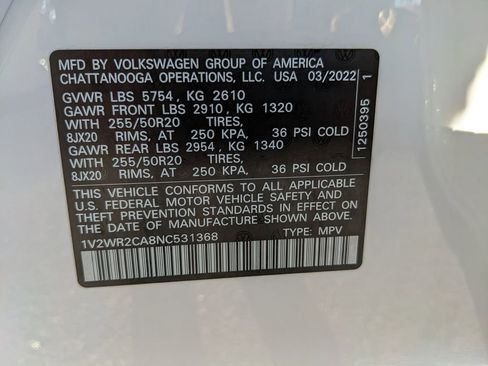 MFD BY VOLKSWAGEN GROUP OF AMERICA
CHATTANOOGA OPERATIONS, LLC. USA 03/2022
GVWR LBS 5754 , KG 2610
GAWR FRONT LBS 2910 , KG 1320
WITH 255/50R20 TIRES,
8JX20 RIMS, AT 250 KPA, 36 PSI COLD
GAWR REAR LBS 2954 , KG 1340
WITH 255/50R20 TIRES,
8JX20 RIMS, AT 250 KPA, 36 PSI COLD
THIS VEHICLE CONFORMS TO ALL APPLICABLE
U.S. FEDERAL MOTOR VEHICLE SAFETY AND
THEFT PREVENTION STANDARDS IN EFFECT ON
THE DATE OF MANUFACTURE SHOWN ABOVE.
1V2WR2CA8NC531368 TYPE: MPV
1250395 1